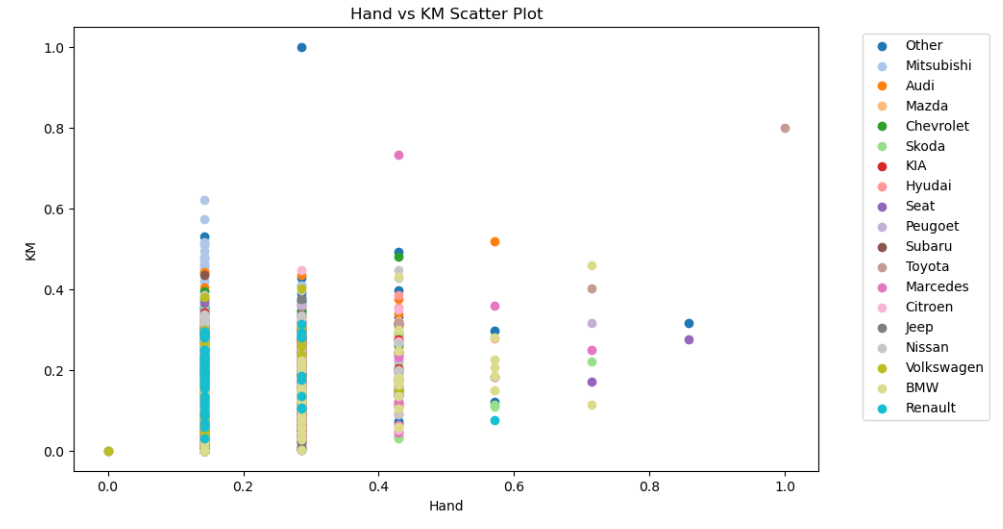 Hand vs KM Scatter Plot
KM
1.0
0.8
0.6
0.4
0.2
0.0
0.0 0.2 0.4 0.6 0.8 1.0
Hand
Other
Mitsubishi
Audi
Mazda
Chevrolet
Skoda
KIA
Hyudai
Seat
Peugoet
Subaru
Toyota
Marcedes
Citroen
Jeep
Nissan
Volkswagen
BMW
Renault